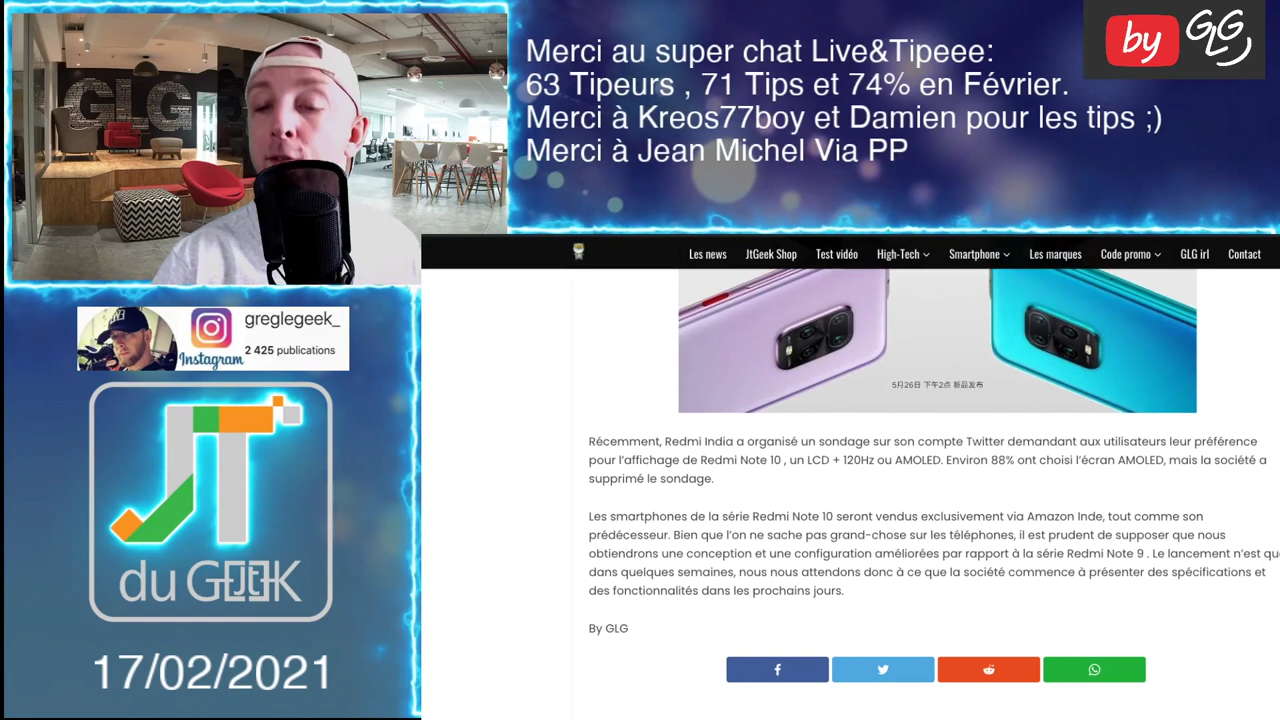 GLG
Merci au super chat Live&Tipeee:
63 Tipeurs , 71 Tips et 74% en Février.
Merci à Kreos77boy et Damien pour les tips ;)
Merci à Jean Michel Via PP
by GLG
Les news JtGeek Shop Test vidéo High-Tech Smartphone Les marques Code promo GLG irl Contact
5月26日 下午2点 新品发布
Récemment, Redmi India a organisé un sondage sur son compte Twitter demandant aux utilisateurs leur préférence
pour l'affichage de Redmi Note 10 , un LCD + 120Hz ou AMOLED. Environ 88% ont choisi l'écran AMOLED, mais la société a
supprimé le sondage.
Les smartphones de la série Redmi Note 10 seront vendus exclusivement via Amazon Inde, tout comme son
prédécesseur. Bien que l'on ne sache pas grand-chose sur les téléphones, il est prudent de supposer que nous
obtiendrons une conception et une configuration améliorées par rapport à la série Redmi Note 9 . Le lancement n'est qu
dans quelques semaines, nous nous attendons donc à ce que la société commence à présenter des spécifications et
des fonctionnalités dans les prochains jours.
By GLG
greglegeek_
2 425 publications
Instagram
JT
du GEEK
17/02/2021